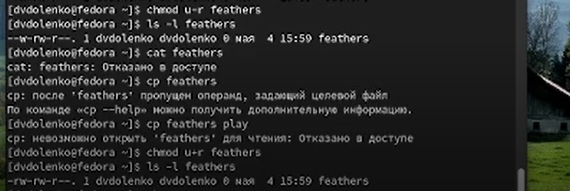 [dvdolenko@fedora ~]$ chmod u-r feathers
[dvdolenko@fedora ~]$ ls -l feathers
--w-rw-r--. 1 dvdolenko dvdolenko 0 мая  4 15:59 feathers
[dvdolenko@fedora ~]$ cat feathers
cat: feathers: Отказано в доступе
[dvdolenko@fedora ~]$ cp feathers
cp: после 'feathers' пропущен операнд, задающий целевой файл
По команде «cp --help» можно получить дополнительную информацию.
[dvdolenko@fedora ~]$ cp feathers play
cp: невозможно открыть 'feathers' для чтения: Отказано в доступе
[dvdolenko@fedora ~]$ chmod u+r feathers
[dvdolenko@fedora ~]$ ls -l feathers
-rw-rw-r--. 1 dvdolenko dvdolenko 0 мая  4 15:59 feathers